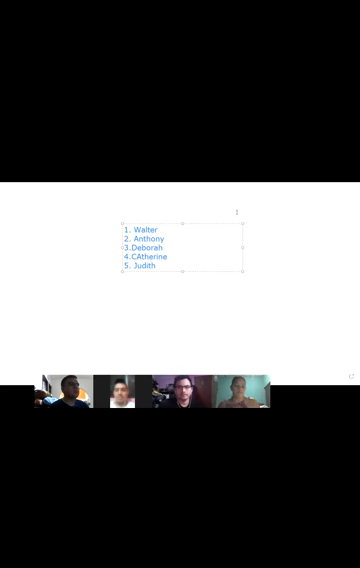 1. Walter
2. Anthony
3.Deborah
4.CAtherine
5. Judith